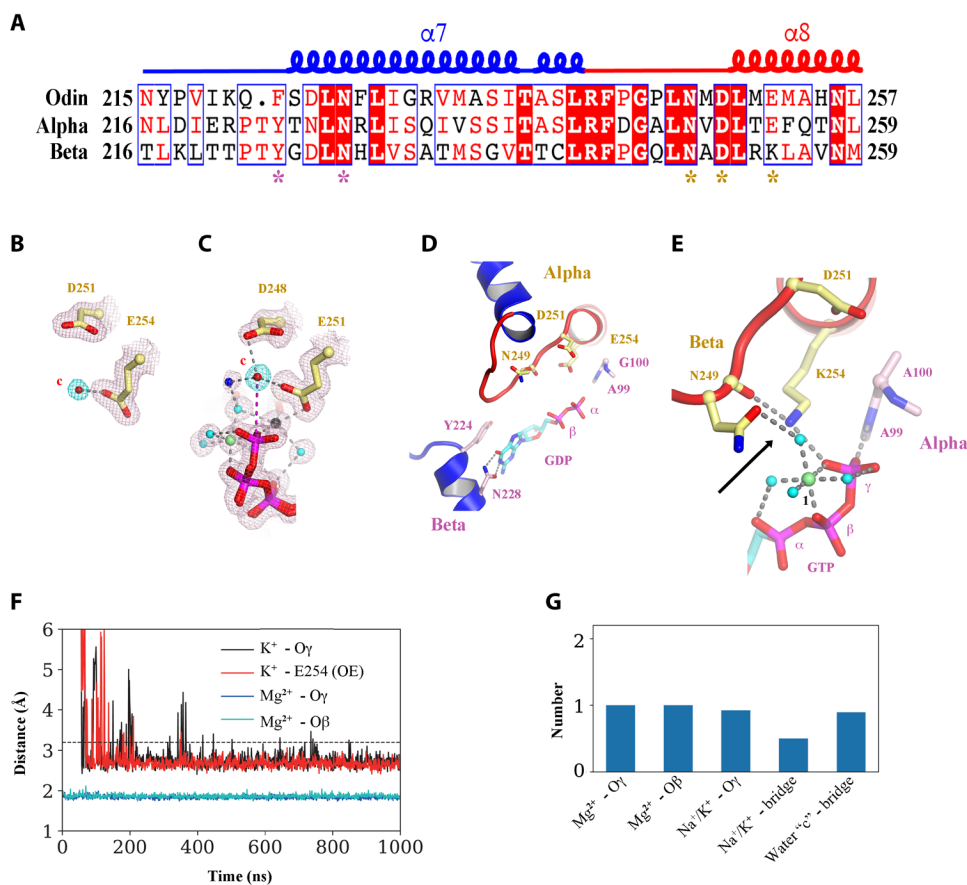 A
α7
α8
Odin 215 NYPVIKQ.FSDLNFLIGRVMASITASLRFPGPLNMDLMEMAHNL 257
Alpha 216 NLDIERPTYTNLNRLISQIVSSITASLRFDGALNVDLTEFQTNL 259
Beta 216 TLKLTTPTYGDLNHLVSATMSGVTTCLRFPGQLNADLRKLAVNM 259
* * * * *
B
D251
E254
c
C
D248
E251
c
D
Alpha
D251
E254
N249
G100
A99
α
β
Y224
GDP
N228
Beta
E
D251
Beta
N249
K254
A100
A99
Alpha
γ
1
β
α
GTP
F
Distance (Å)
6
5
4
3
2
1
K⁺ - Oγ
K⁺ - E254 (OE)
Mg²⁺ - Oγ
Mg²⁺ - Oβ
0 200 400 600 800 1000
Time (ns)
G
Number
2
1
0
Mg²⁺ - Oγ
Mg²⁺ - Oβ
Na⁺/K⁺ - Oγ
Na⁺/K⁺ - bridge
Water “c” - bridge